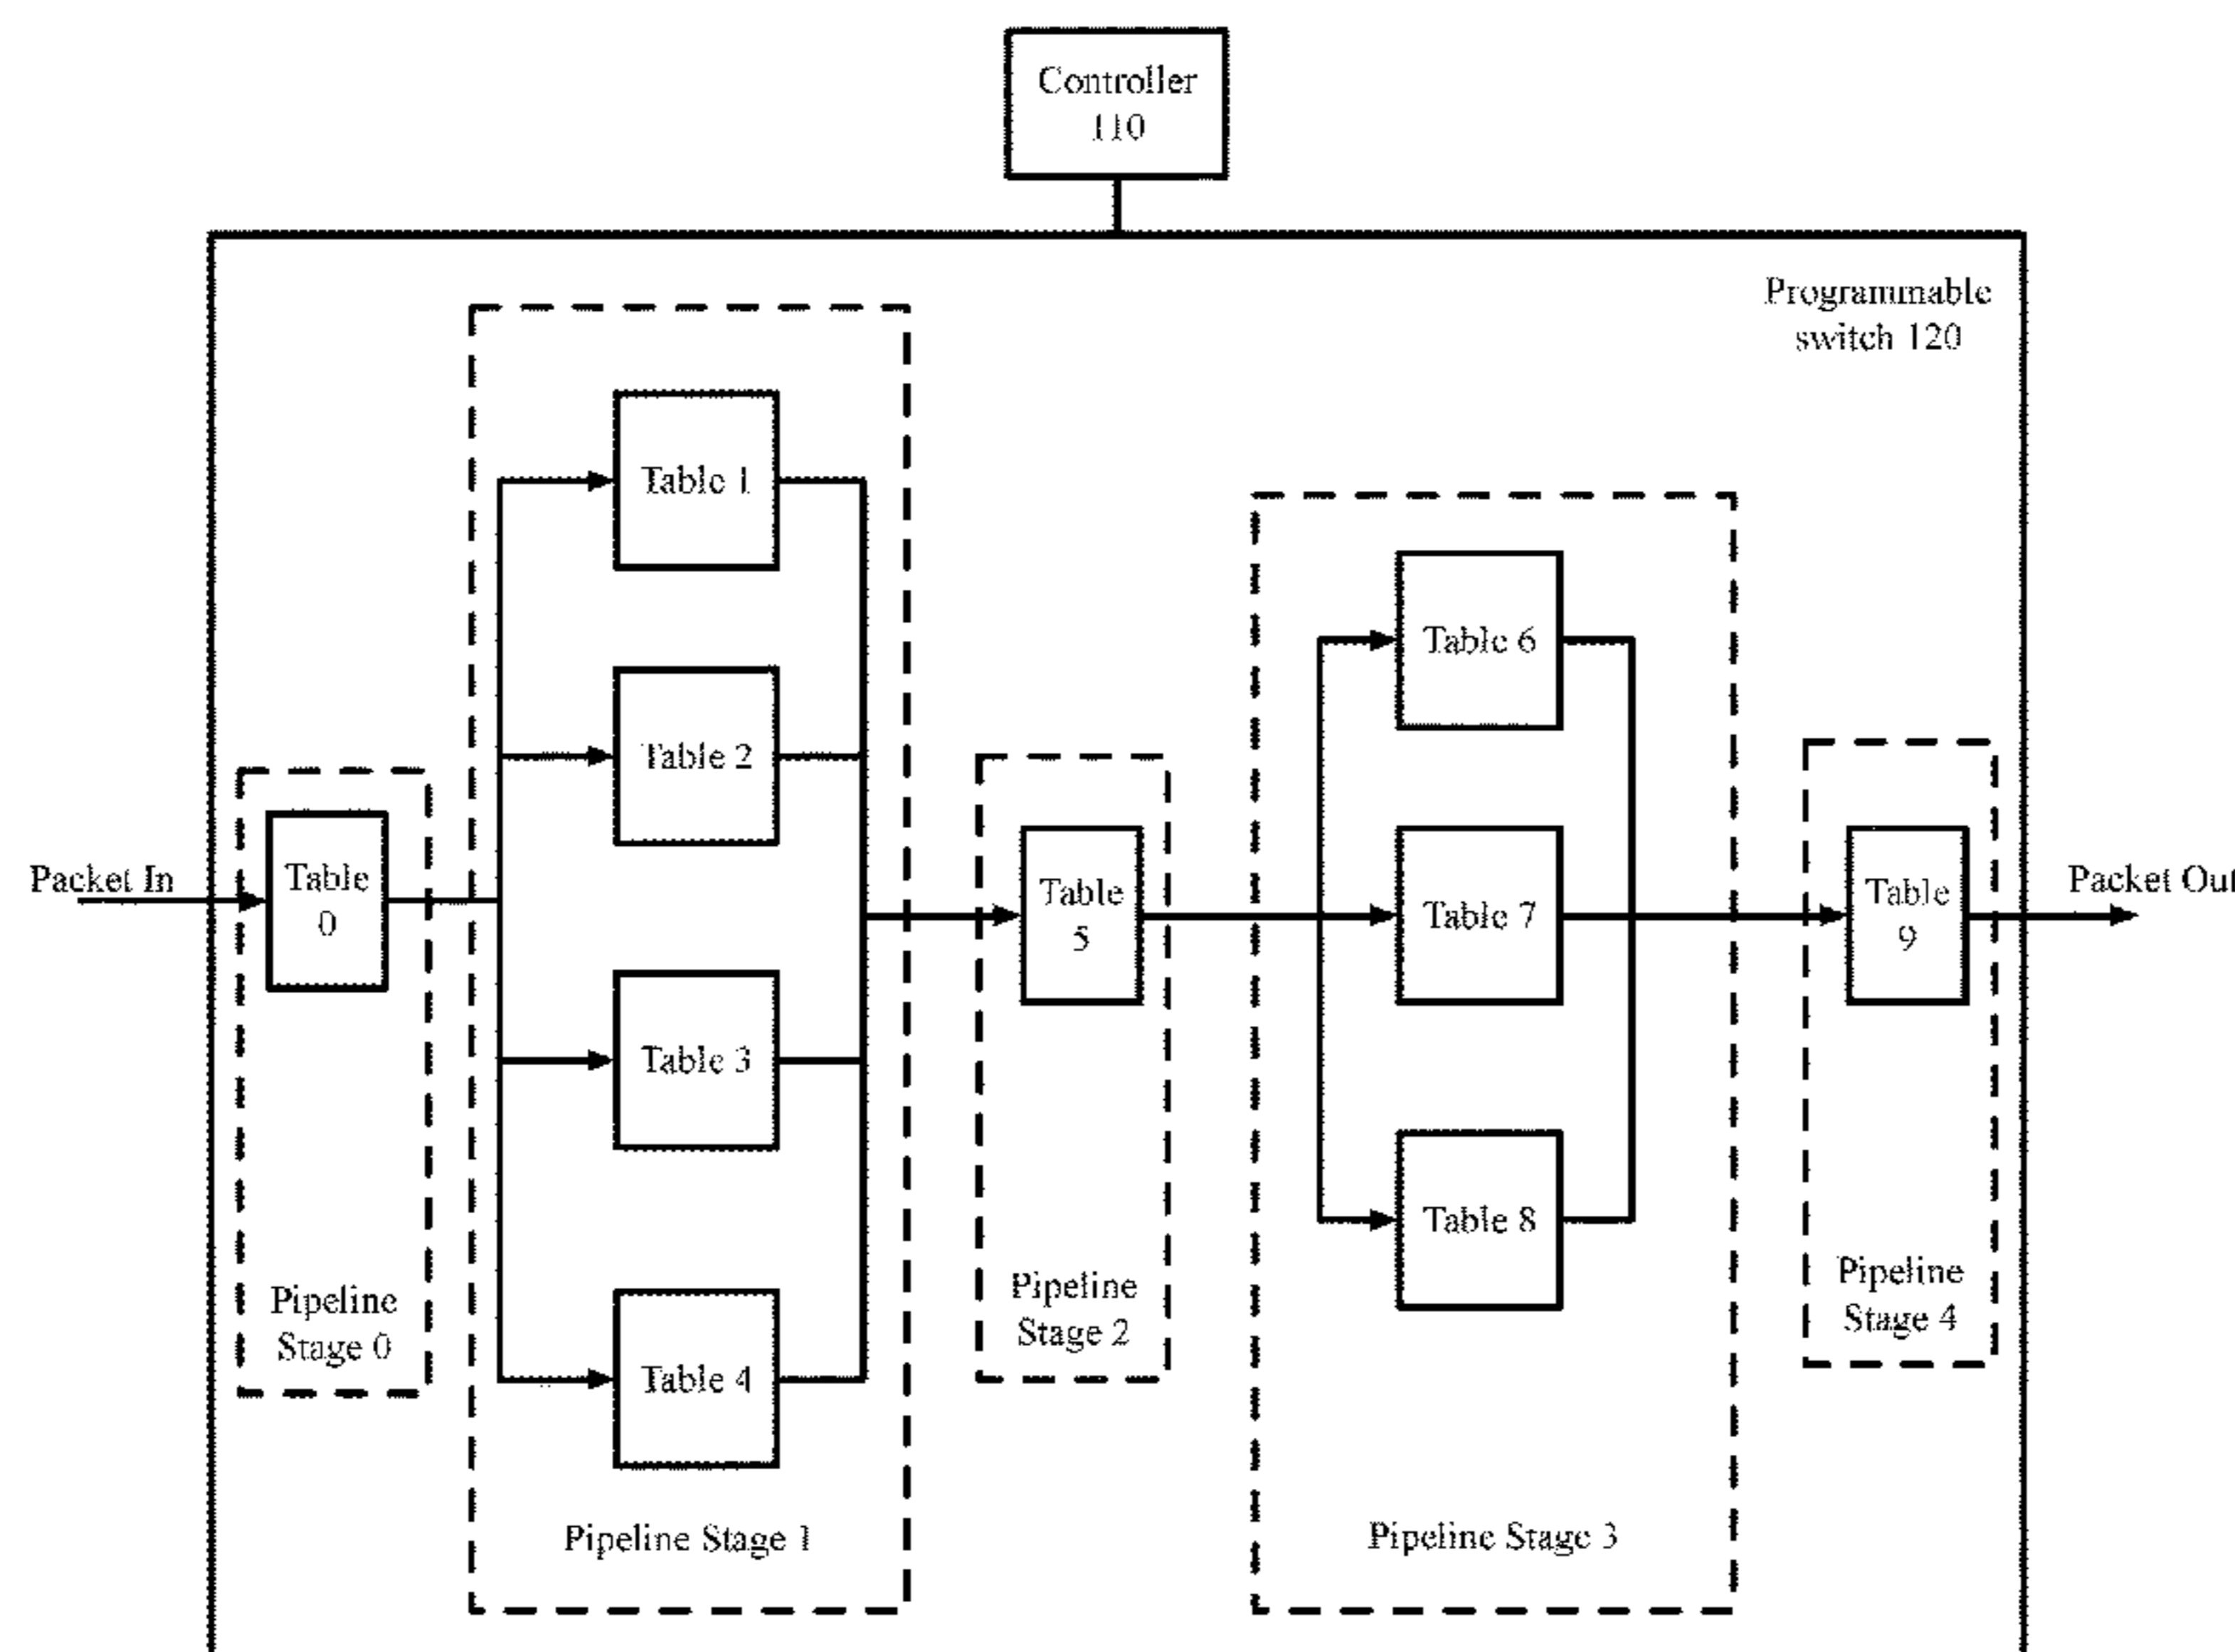 Controller
110
Programmable
switch 120
Table 1
Table 6
Table 2
Packet In
Table
0
Table
5
Table 7
Table
9
Packet Out
Table 3
Table 8
Pipeline
Stage 0
Pipeline
Stage 2
Pipeline
Stage 4
Table 4
Pipeline Stage 1
Pipeline Stage 3